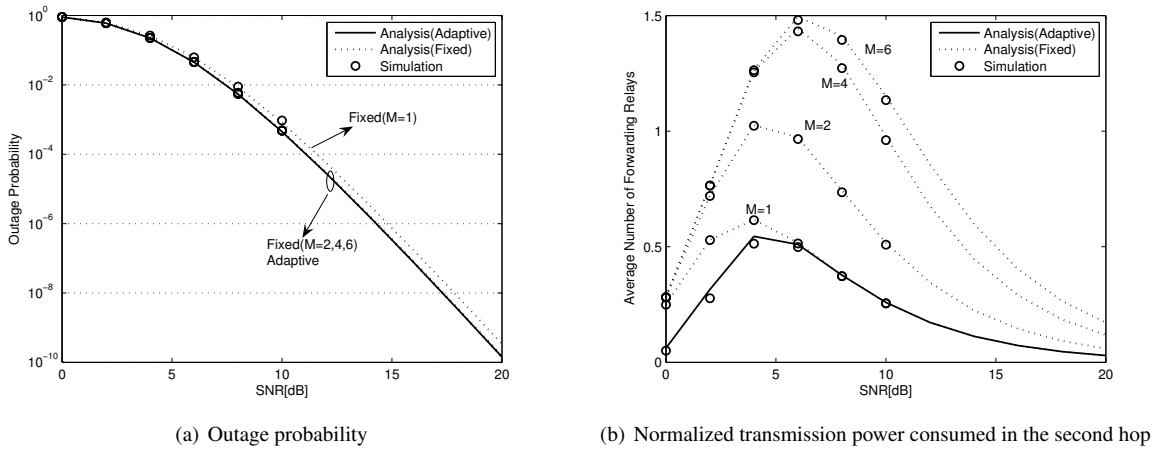 10^0
10^-2
10^-4
10^-6
10^-8
10^-10
Outage Probability
0 5 10 15 20
SNR[dB]
Analysis(Adaptive)
Analysis(Fixed)
Simulation
Fixed(M=1)
Fixed(M=2,4,6)
Adaptive
(a) Outage probability
1.5
1
0.5
0
Average Number of Forwarding Relays
0 5 10 15 20
SNR[dB]
Analysis(Adaptive)
Analysis(Fixed)
Simulation
M=6
M=4
M=2
M=1
(b) Normalized transmission power consumed in the second hop